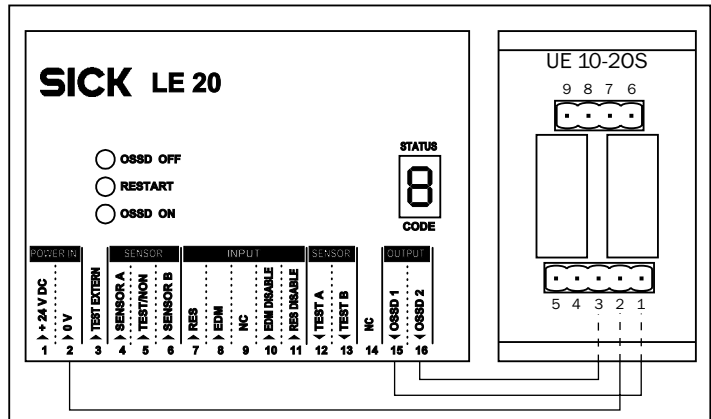 SICK LE 20
OSSD OFF
RESTART
OSSD ON
STATUS
8
CODE
POWER IN SENSOR INPUT SENSOR OUTPUT
+ 24 V DC
0 V
TEST EXTERN
SENSOR A
TEST/NON
SENSOR B
RES
EDM
NC
EDM DISABLE
RES DISABLE
TEST A
TEST B
NC
OSSD 1
OSSD 2
1 2 3 4 5 6 7 8 9 10 11 12 13 14 15 16
UE 10-20S
9 8 7 6
5 4 3 2 1